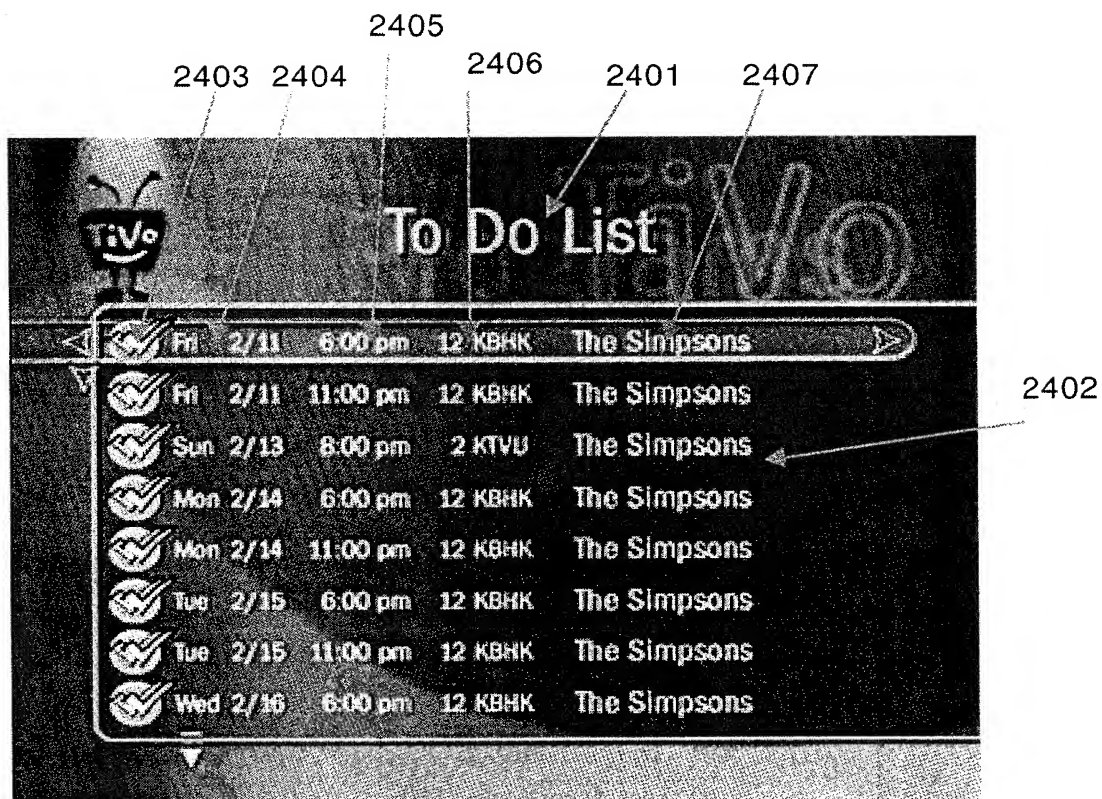 2405
2403 2404 2406 2401 2407
TiVo
TiVo
To Do List
Fri 2/11 6:00 pm 12 KBHK The Simpsons
Fri 2/11 11:00 pm 12 KBHK The Simpsons
2402
Sun 2/13 8:00 pm 2 KTVU The Simpsons
Mon 2/14 6:00 pm 12 KBHK The Simpsons
Mon 2/14 11:00 pm 12 KBHK The Simpsons
Tue 2/15 6:00 pm 12 KBHK The Simpsons
Tue 2/15 11:00 pm 12 KBHK The Simpsons
Wed 2/16 6:00 pm 12 KBHK The Simpsons